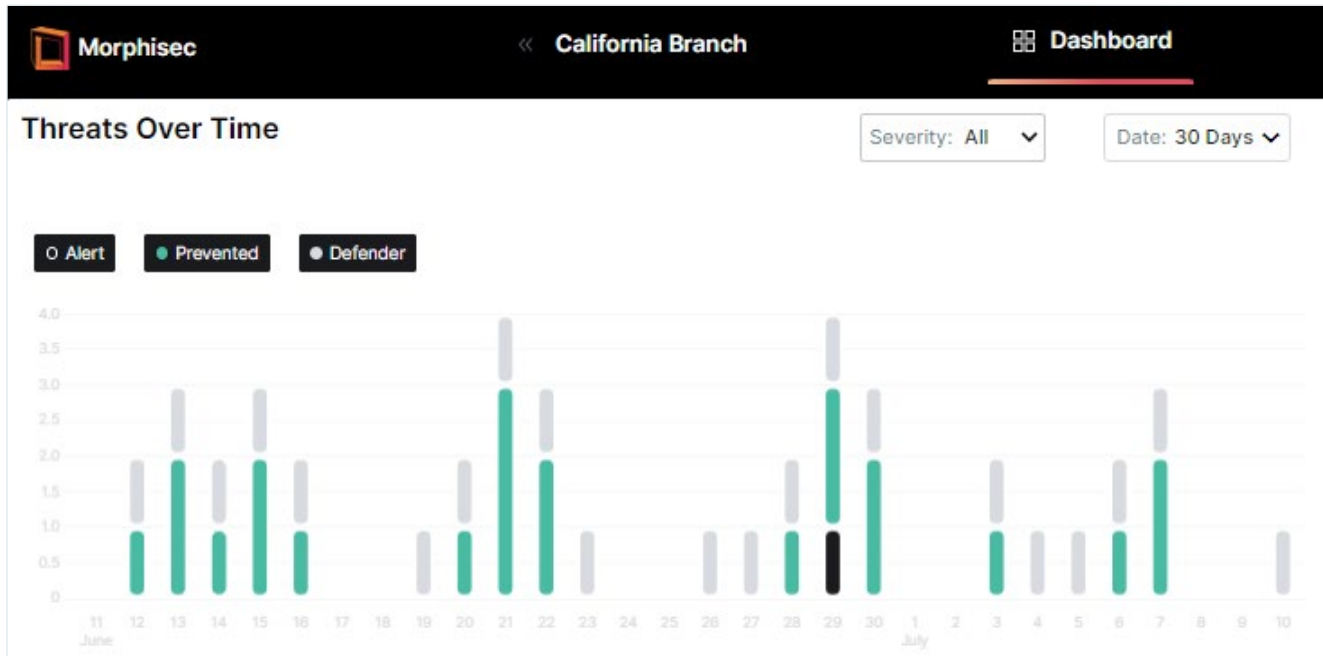 Morphisec « California Branch Dashboard
Threats Over Time Severity: All Date: 30 Days
Alert Prevented Defender
4.0
3.5
3.0
2.5
2.0
1.5
1.0
0.5
0
11 12 13 14 15 16 17 18 19 20 21 22 23 24 25 26 27 28 29 30 1 2 3 4 5 6 7 8 9 10
June July